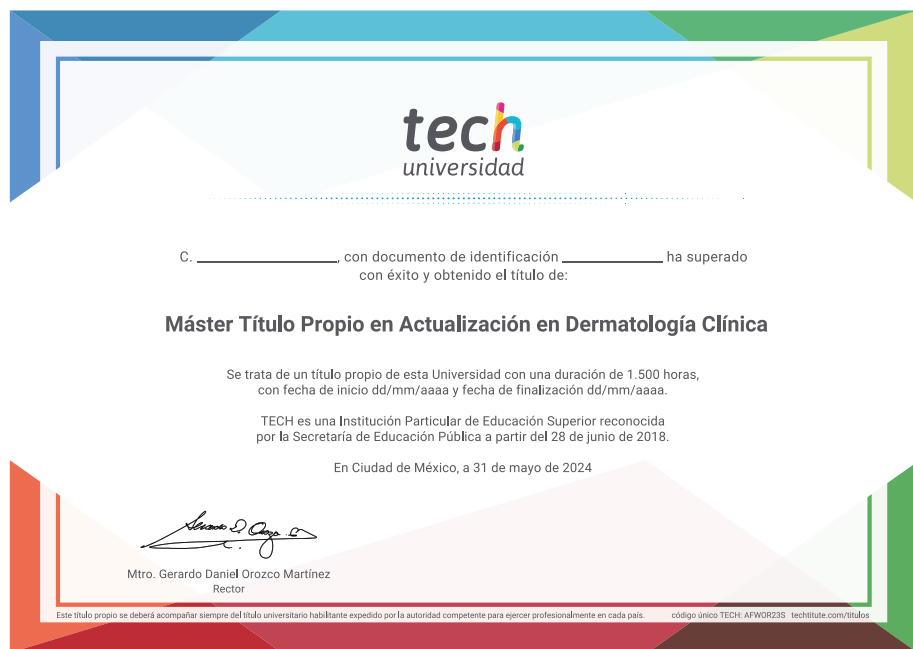 tech
universidad
C. ____________________, con documento de identificación ______________ ha superado
con éxito y obtenido el título de:
Máster Título Propio en Actualización en Dermatología Clínica
Se trata de un título propio de esta Universidad con una duración de 1.500 horas,
con fecha de inicio dd/mm/aaaa y fecha de finalización dd/mm/aaaa.
TECH es una Institución Particular de Educación Superior reconocida
por la Secretaría de Educación Pública a partir del 28 de junio de 2018.
En Ciudad de México, a 31 de mayo de 2024
Mtro. Gerardo Daniel Orozco Martínez
Rector
Este título propio se deberá acompañar siempre del título universitario habilitante expedido por la autoridad competente para ejercer profesionalmente en cada país. código único TECH: AFWOR23S techtitute.com/titulos